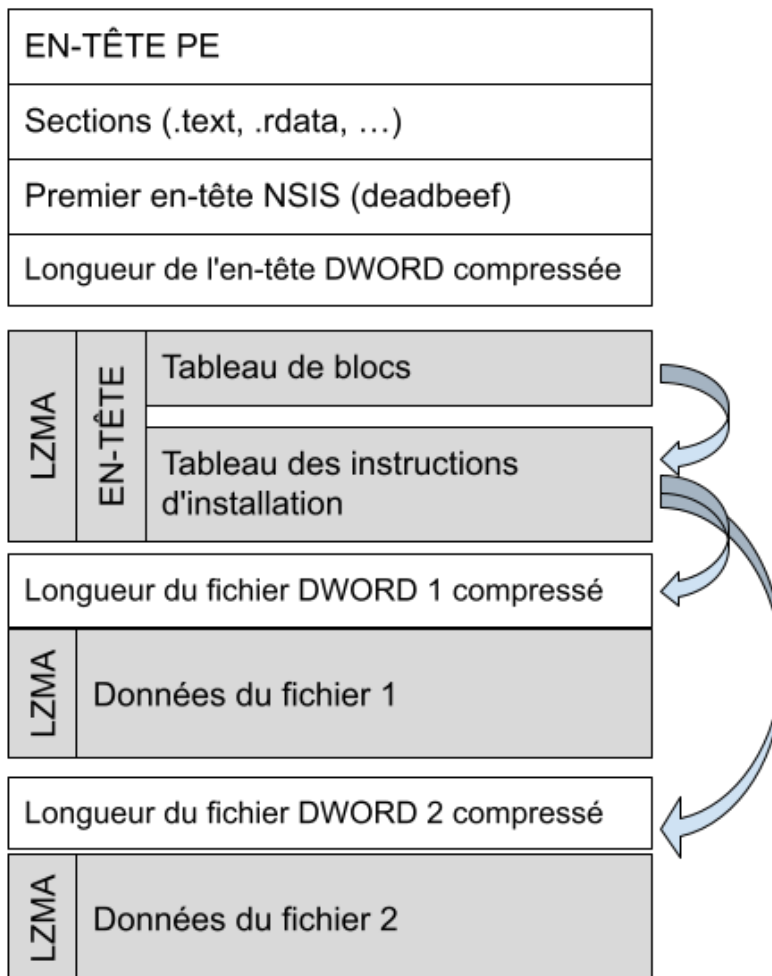 EN-TÊTE PE
Sections (.text, .rdata, …)
Premier en-tête NSIS (deadbeef)
Longueur de l'en-tête DWORD compressée
LZMA
EN-TÊTE
Tableau de blocs
Tableau des instructions
d'installation
Longueur du fichier DWORD 1 compressé
LZMA
Données du fichier 1
Longueur du fichier DWORD 2 compressé
LZMA
Données du fichier 2